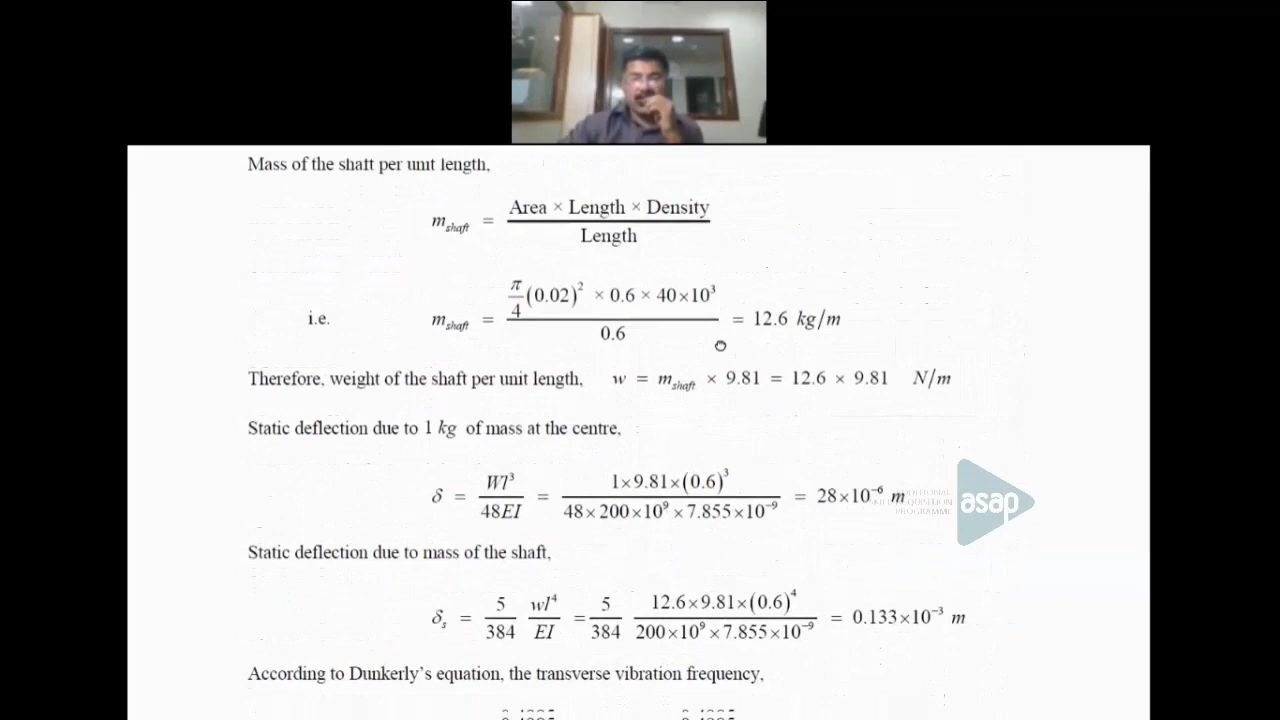 Mass of the shaft per unit length,
m_shaft = Area × Length × Density / Length
i.e. m_shaft = π/4 (0.02)² × 0.6 × 40×10³ / 0.6 = 12.6 kg/m
Therefore, weight of the shaft per unit length, w = m_shaft × 9.81 = 12.6 × 9.81 N/m
Static deflection due to 1 kg of mass at the centre,
δ = Wl³ / 48EI = 1×9.81×(0.6)³ / 48×200×10⁹×7.855×10⁻⁹ = 28×10⁻⁶ m
asap
PROGRAMME
Static deflection due to mass of the shaft,
δ_s = 5/384 wl⁴/EI = 5/384 12.6×9.81×(0.6)⁴ / 200×10⁹×7.855×10⁻⁹ = 0.133×10⁻³ m
According to Dunkerly's equation, the transverse vibration frequency,